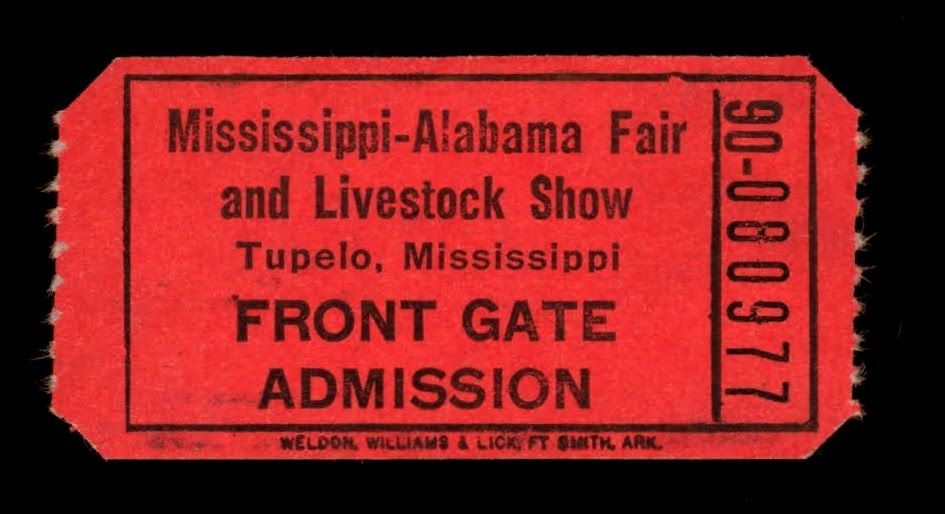 Mississippi-Alabama Fair
and Livestock Show
Tupelo, Mississippi
FRONT GATE
ADMISSION
90-080977
WELDON, WILLIAMS & LICK, FT SMITH, ARK.